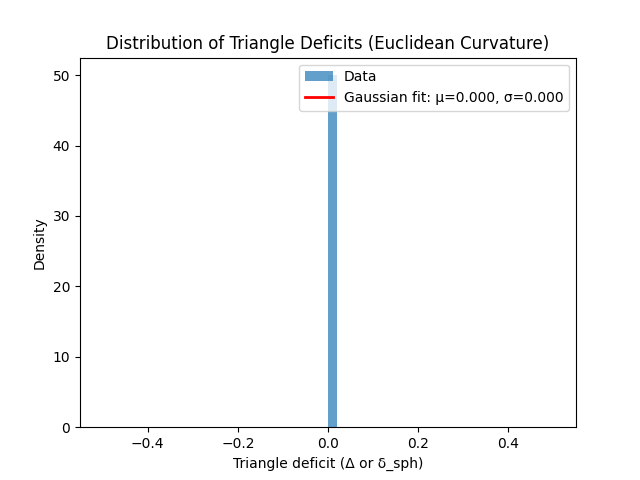 Distribution of Triangle Deficits (Euclidean Curvature)
Data
Gaussian fit: μ=0.000, σ=0.000
Density
50
40
30
20
10
0
−0.4
−0.2
0.0
0.2
0.4
Triangle deficit (Δ or δ_sph)